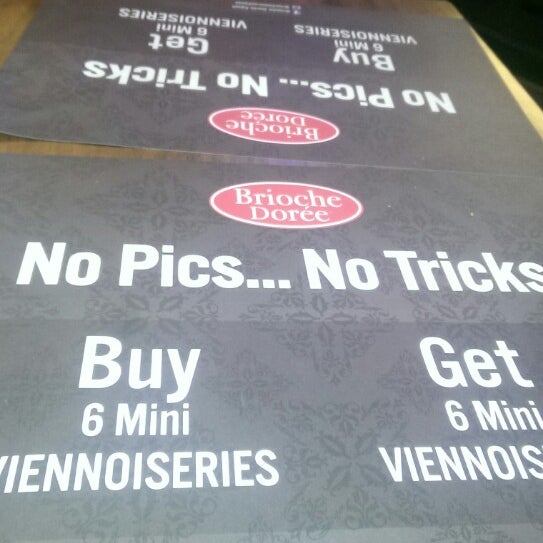 Brioche
Dorée
No Pics... No Tricks
Buy
6 Mini
VIENNOISERIES
Get
6 Mini
VIENNOIS
Brioche
Dorée
No Pics... No Tricks
Buy
6 Mini
VIENNOISERIES
Get
6 Mini
VIENNOISERIES